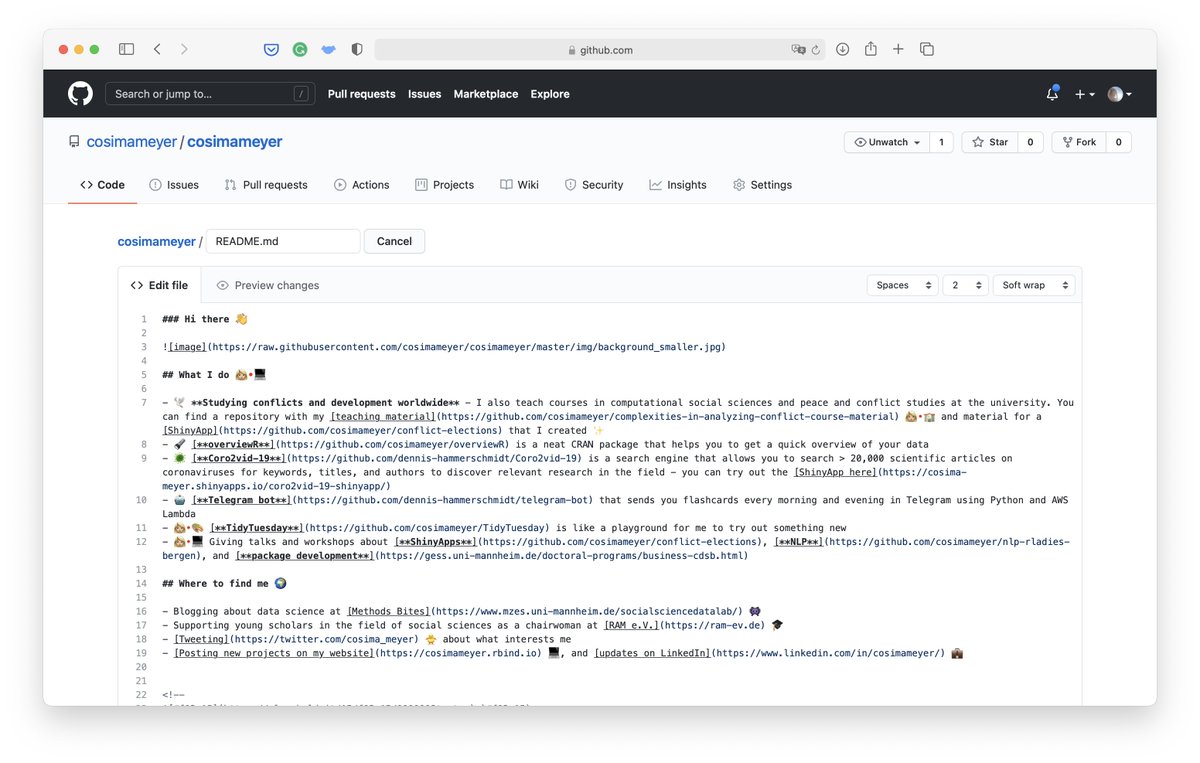 github.com
Search or jump to... /
Pull requests Issues Marketplace Explore
cosimameyer / cosimameyer
Unwatch 1 Star 0 Fork 0
Code Issues Pull requests Actions Projects Wiki Security Insights Settings
cosimameyer / README.md Cancel
Edit file Preview changes Spaces 2 Soft wrap
1 ### Hi there 👋
2
3 ![image](https://raw.githubusercontent.com/cosimameyer/cosimameyer/master/img/background_smaller.jpg)
4
5 ## What I do 👩🏼‍💻
6
7 - 🕊 **Studying conflicts and development worldwide** - I also teach courses in computational social sciences and peace and conflict studies at the university. You
can find a repository with my [teaching material](https://github.com/cosimameyer/complexities-in-analyzing-conflict-course-material) 👩🏼‍🏫 and material for a
[ShinyApp](https://github.com/cosimameyer/conflict-elections) that I created ✨
8 - 🚀 [**overviewR**](https://github.com/cosimameyer/overviewR) is a neat CRAN package that helps you to get a quick overview of your data
9 - 🦠 [**Coro2vid-19**](https://github.com/dennis-hammerschmidt/Coro2vid-19) is a search engine that allows you to search > 20,000 scientific articles on
coronaviruses for keywords, titles, and authors to discover relevant research in the field - you can try out the [ShinyApp here](https://cosima-
meyer.shinyapps.io/coro2vid-19-shinyapp/)
10 - 🤖 [**Telegram bot**](https://github.com/dennis-hammerschmidt/telegram-bot) that sends you flashcards every morning and evening in Telegram using Python and AWS
Lambda
11 - 👩🏼‍🎨 [**TidyTuesday**](https://github.com/cosimameyer/TidyTuesday) is like a playground for me to try out something new
12 - 👩🏼‍💻 Giving talks and workshops about [**ShinyApps**](https://github.com/cosimameyer/conflict-elections), [**NLP**](https://github.com/cosimameyer/nlp-rladies-
bergen), and [**package development**](https://gess.uni-mannheim.de/doctoral-programs/business-cdsb.html)
13
14 ## Where to find me 🌍
15
16 - Blogging about data science at [Methods Bites](https://www.mzes.uni-mannheim.de/socialsciencedatalab/) 👾
17 - Supporting young scholars in the field of social sciences as a chairwoman at [RAM e.V.](https://ram-ev.de) 🎓
18 - [Tweeting](https://twitter.com/cosima_meyer) 🐥 about what interests me
19 - [Posting new projects on my website](https://cosimameyer.rbind.io) 💻, and [updates on LinkedIn](https://www.linkedin.com/in/cosimameyer/) 💼
20
21
22 <!--